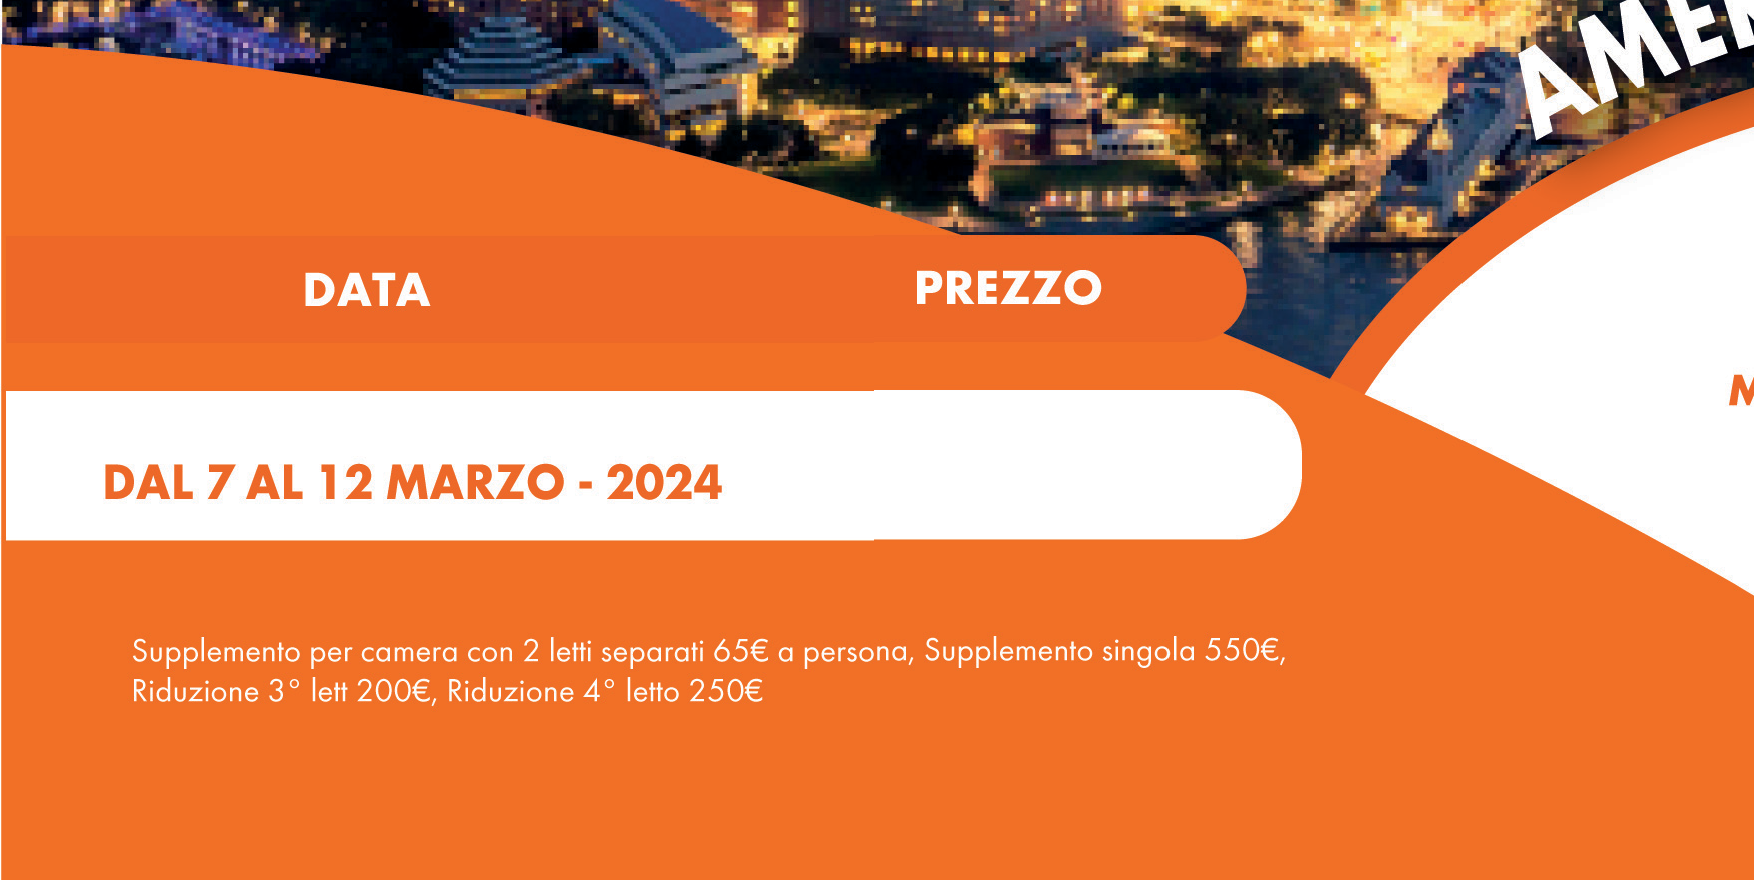 AME
DATA PREZZO
M
DAL 7 AL 12 MARZO - 2024
Supplemento per camera con 2 letti separati 65€ a persona, Supplemento singola 550€,
Riduzione 3° lett 200€, Riduzione 4° letto 250€